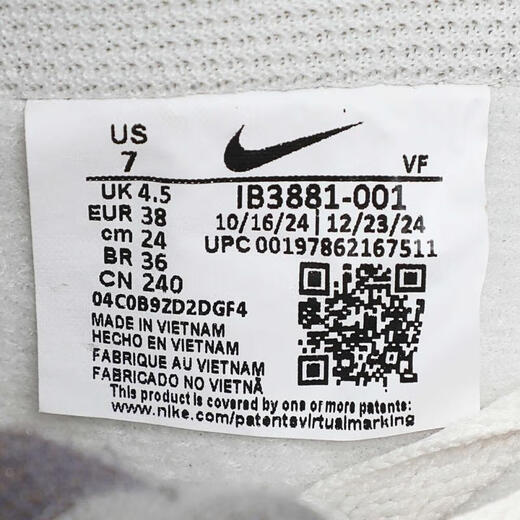 US
7
VF
UK 4.5
IB3881-001
EUR 38
10/16/24 | 12/23/24
cm 24
UPC 00197862167511
BR 36
CN 240
04C0B9ZD2DGF4
MADE IN VIETNAM
HECHO EN VIETNAM
FABRIQUE AU VIETNAM
FABRICADO NO VIETNÃ
This product is covered by one or more patents:
www.nike.com/patentsvirtualmarking